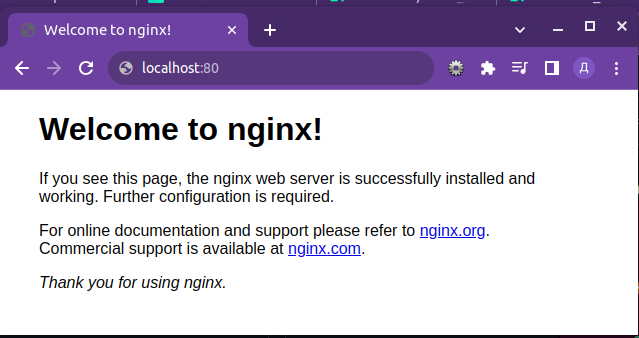 Welcome to nginx!
localhost:80
Д
Welcome to nginx!
If you see this page, the nginx web server is successfully installed and
working. Further configuration is required.
For online documentation and support please refer to nginx.org.
Commercial support is available at nginx.com.
Thank you for using nginx.